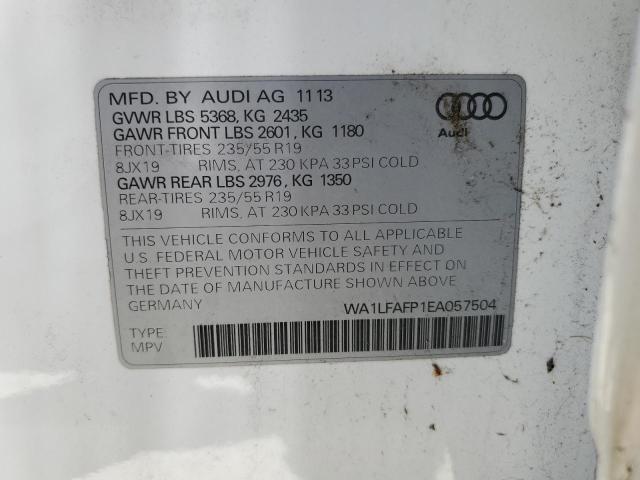 MFD. BY AUDI AG 11 13
GVWR LBS 5368, KG 2435
GAWR FRONT LBS 2601, KG 1180
FRONT-TIRES 235/55 R19
8JX19 RIMS, AT 230 KPA 33 PSI COLD
GAWR REAR LBS 2976, KG 1350
REAR-TIRES 235/55 R19
8JX19 RIMS, AT 230 KPA 33 PSI COLD
Audi
THIS VEHICLE CONFORMS TO ALL APPLICABLE
U.S. FEDERAL MOTOR VEHICLE SAFETY AND
THEFT PREVENTION STANDARDS IN EFFECT ON
THE DATE OF MANUFACTURE SHOWN ABOVE
GERMANY
WA1LFAFP1EA057504
TYPE:
MPV